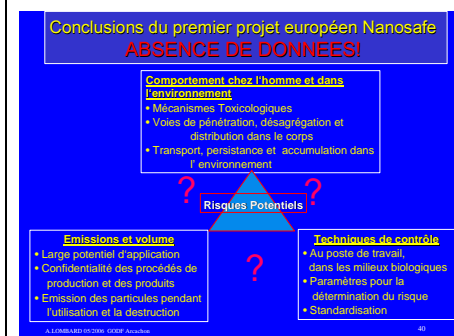 Conclusions du premier projet européen Nanosafe
ABSENCE DE DONNEES!
Comportement chez l'homme et dans
l'environnement
• Mécanismes Toxicologiques
• Voies de pénétration, désagrégation et
distribution dans le corps
• Transport, persistance et accumulation dans
l' environnement
? Risques Potentiels ?
Emissions et volume
• Large potentiel d'application
• Confidentialité des procédés de
production et des produits
• Emission des particules pendant
l'utilisation et la destruction
?
Techniques de contrôle
• Au poste de travail,
dans les milieux biologiques
• Paramètres pour la
détermination du risque
• Standardisation
A.LOMBARD 05/2006 GODF Arcachon
40